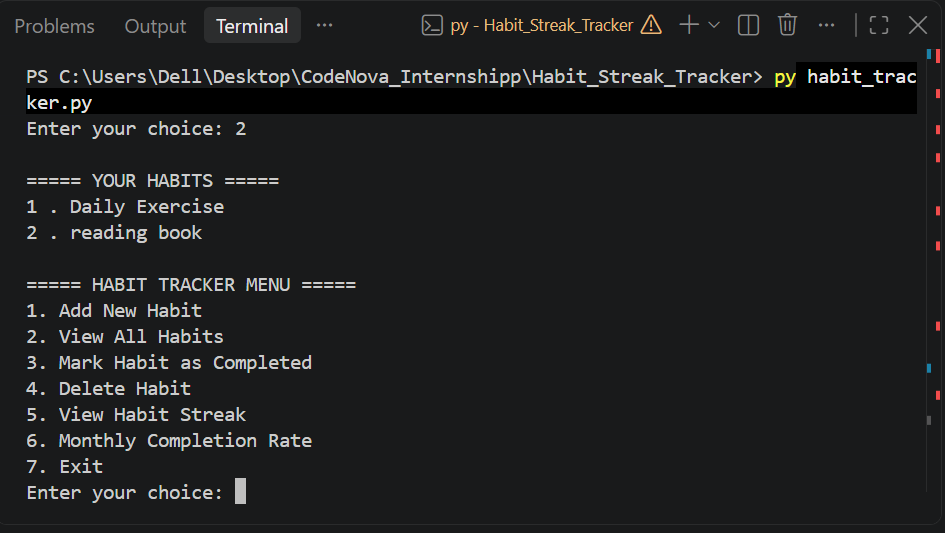 Problems Output Terminal ··· py - Habit_Streak_Tracker
PS C:\Users\Dell\Desktop\CodeNova_Internshipp\Habit_Streak_Tracker> py habit_trac
ker.py
Enter your choice: 2
===== YOUR HABITS =====
1 . Daily Exercise
2 . reading book
===== HABIT TRACKER MENU =====
1. Add New Habit
2. View All Habits
3. Mark Habit as Completed
4. Delete Habit
5. View Habit Streak
6. Monthly Completion Rate
7. Exit
Enter your choice: